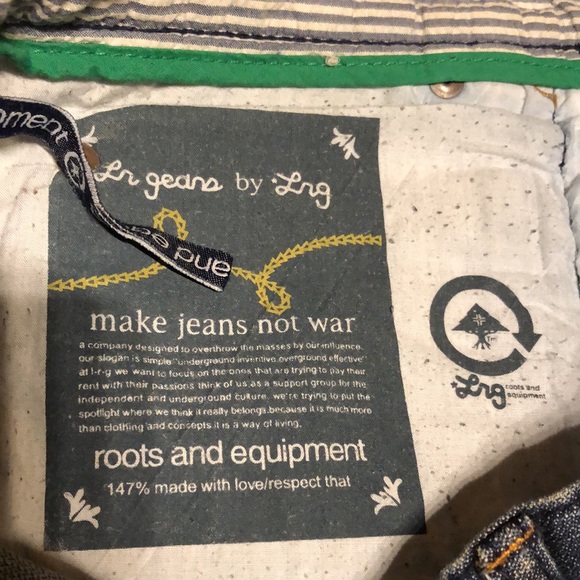 Ln geans by Lrg
make jeans not war
a company designed to overthrow the masses by our influence.
our slogan is simple "underground inventive.overground effective"
at l-r-g we want to focus on the ones that are trying to pay their
rent with their passions think of us as a support group for the
independent and underground culture. we're trying to put the
spotlight where we think it really belongs.because it is much more
than clothing and concepts it is a way of living.
roots and equipment
147% made with love/respect that
pment
and eq
Lrg
roots and
equipment